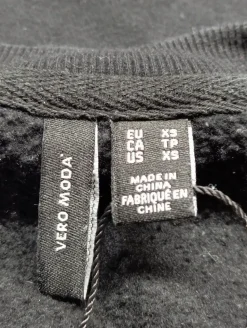 VERO MODA
EU XS
CA TP
US XS
MADE IN
CHINA
FABRIQUÉ EN
CHINE